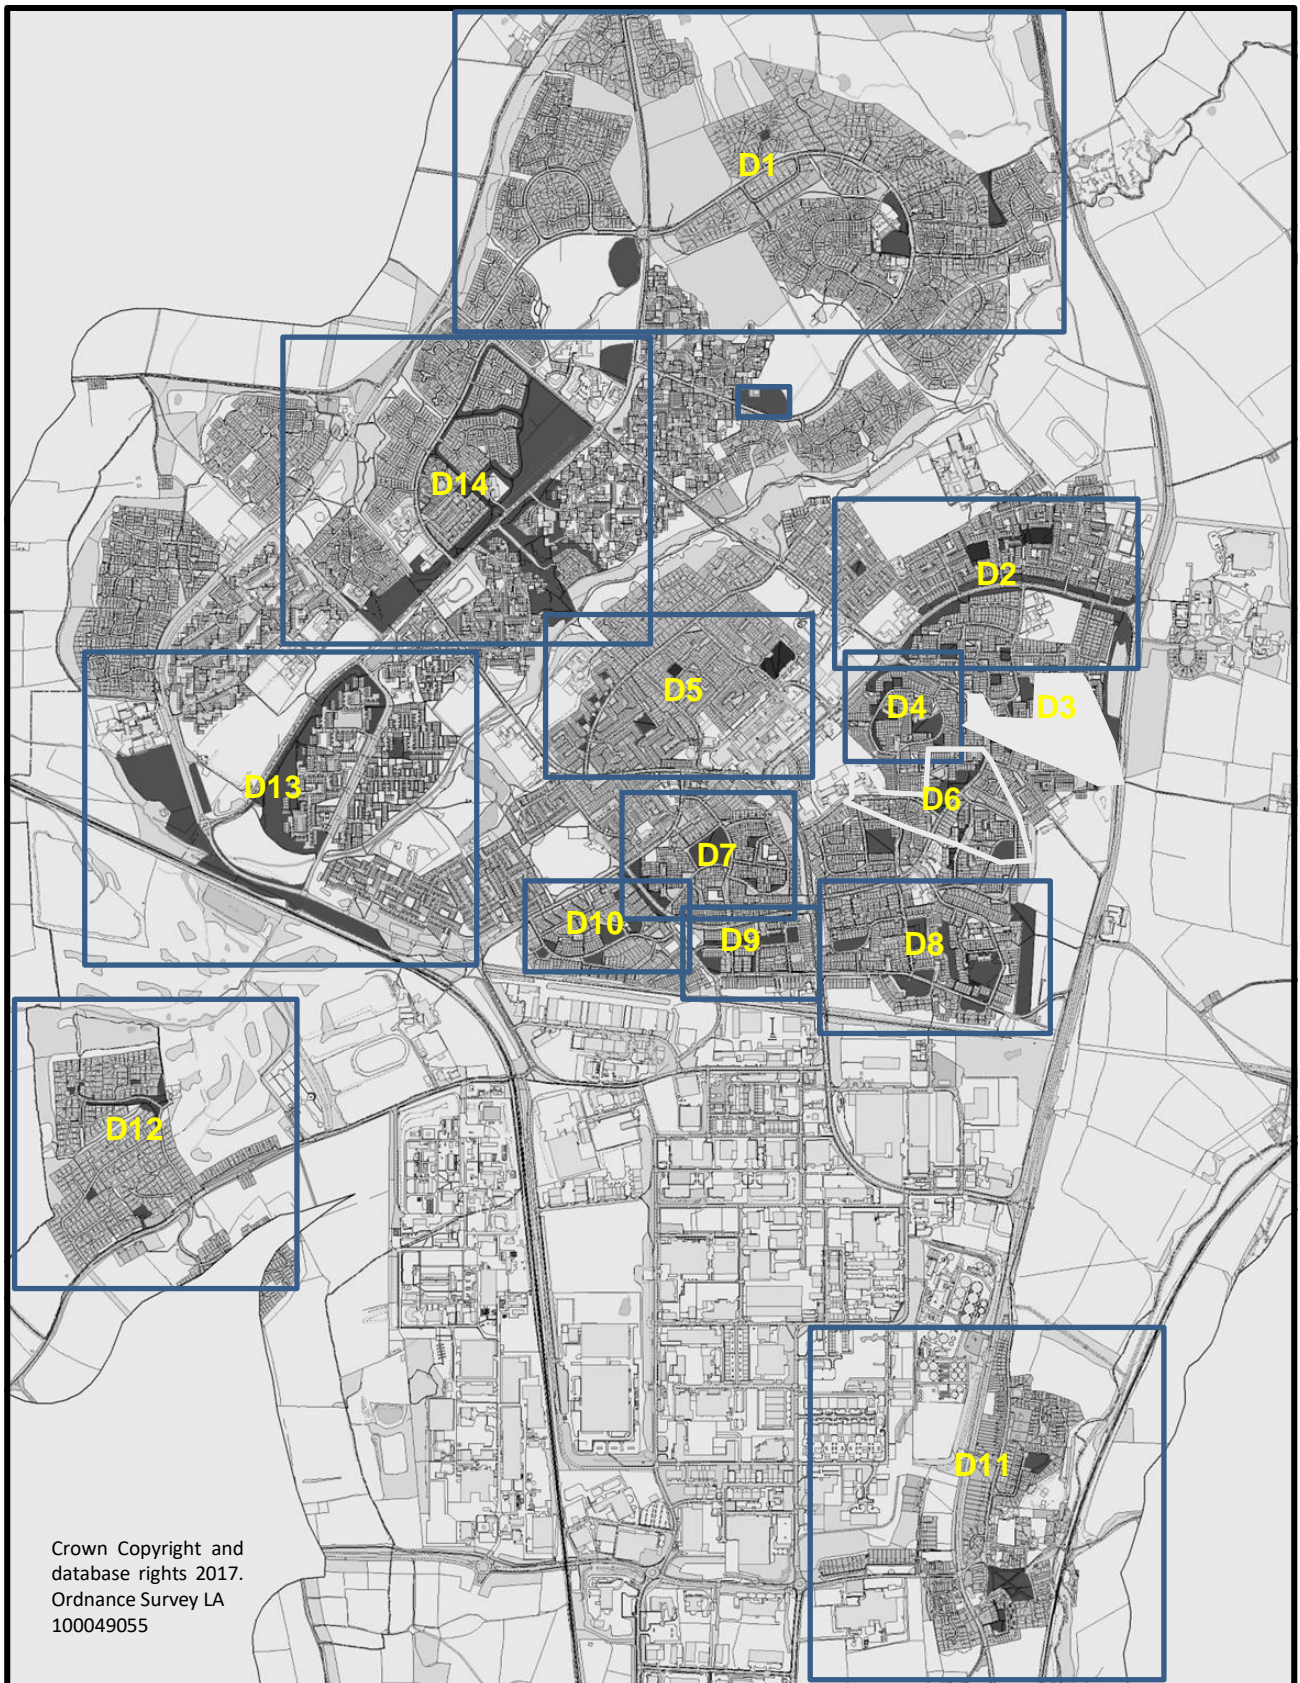 D1
D14
D2
D5
D4
D3
D13
D6
D7
D10
D9
D8
D12
D11
Crown Copyright and
database rights 2017.
Ordnance Survey LA
100049055